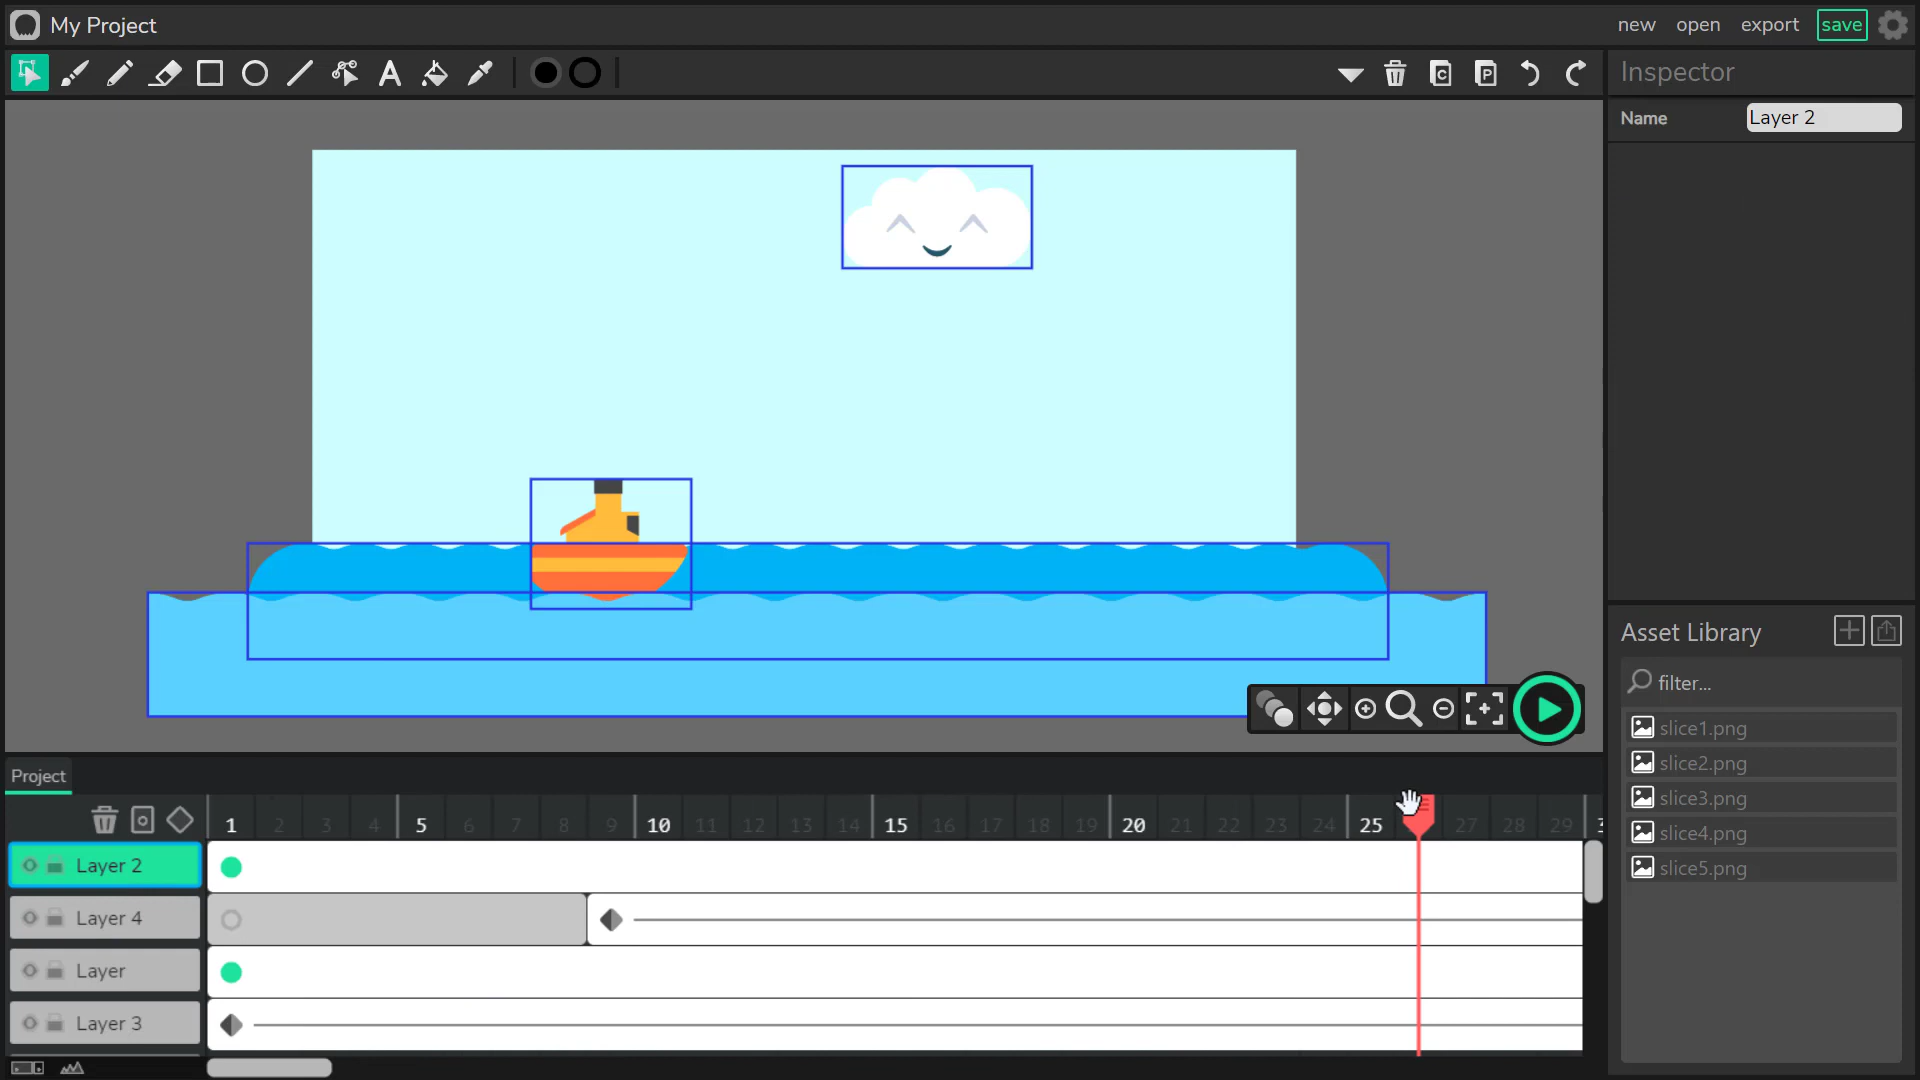 My Project
new open export save
Inspector
Name Layer 2
Asset Library
filter...
slice1.png
slice2.png
slice3.png
slice4.png
slice5.png
Project
1 2 3 4 5 6 7 8 9 10 11 12 13 14 15 16 17 18 19 20 21 22 23 24 25 27 28 29
Layer 2
Layer 4
Layer
Layer 3